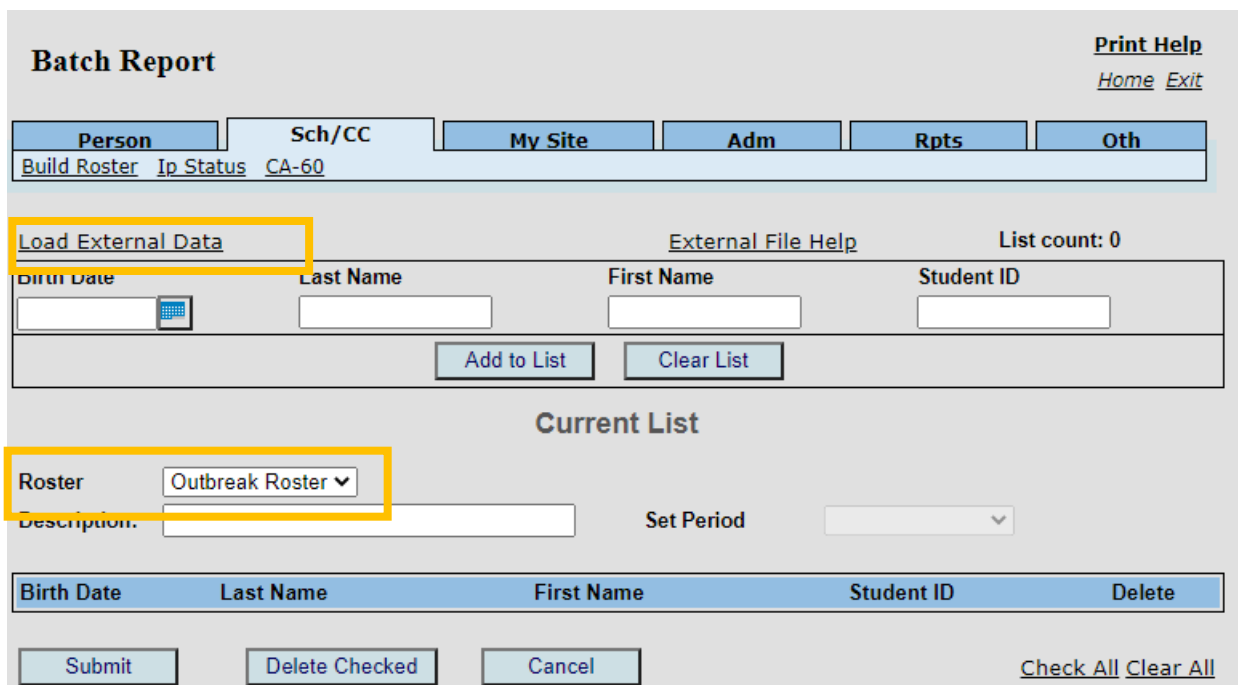 Batch Report
Print Help
Home Exit
Person Sch/CC My Site Adm Rpts Oth
Build Roster Ip Status CA-60
Load External Data External File Help List count: 0
Birth Date Last Name First Name Student ID
Add to List Clear List
Current List
Roster Outbreak Roster
Description: Set Period
Birth Date Last Name First Name Student ID Delete
Submit Delete Checked Cancel Check All Clear All